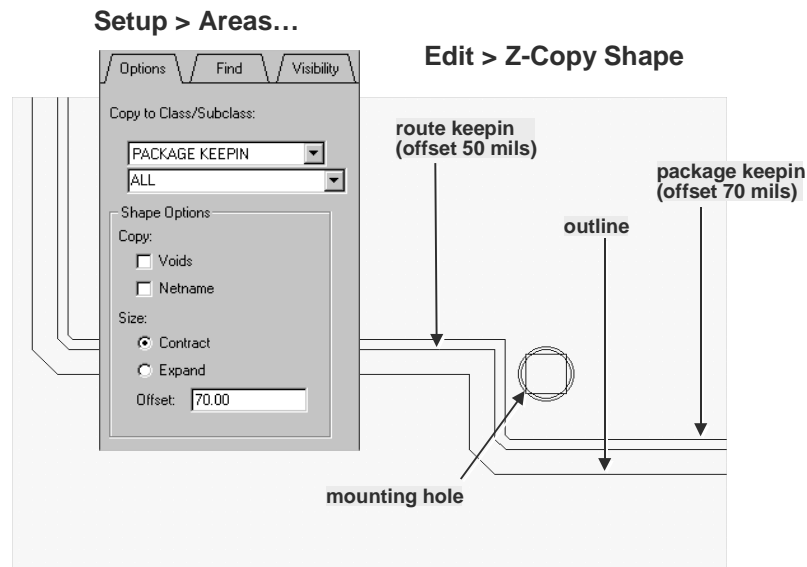 Setup > Areas…
Edit > Z-Copy Shape
Options
Find
Visibility
Copy to Class/Subclass:
PACKAGE KEEPIN
ALL
Shape Options
Copy:
Voids
Netname
Size:
Contract
Expand
Offset: 70.00
route keepin
(offset 50 mils)
package keepin
(offset 70 mils)
outline
mounting hole